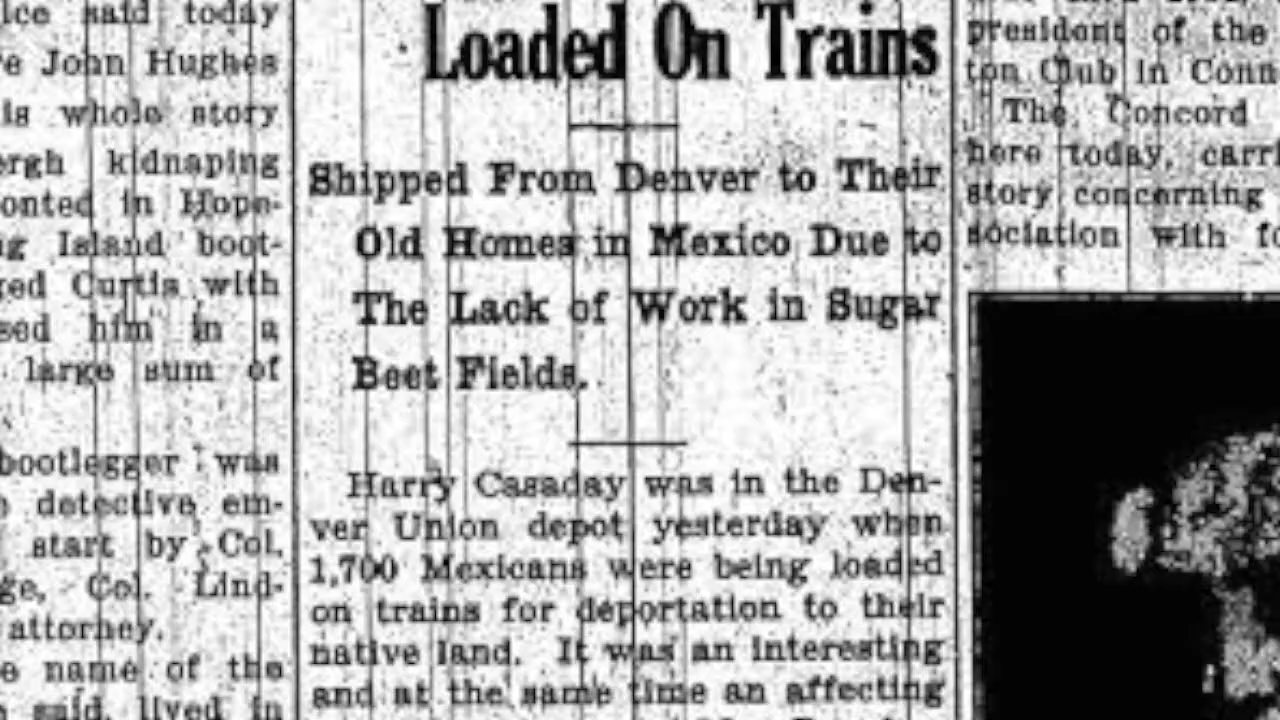 ice said today
e John Hughes
is whole story
ergh kidnaping
onted in Hope-
g Island boot-
ged Curtis with
sed him in a
large sum of
bootlegger was
detective em-
start by Col.
ge, Col. Lind-
attorney.
e name of the
said, lived in
Loaded On Trains
Shipped From Denver to Their
Old Homes in Mexico Due to
The Lack of Work in Sugar
Beet Fields.
Harry Casaday was in the Den-
ver Union depot yesterday when
1,700 Mexicans were being loaded
on trains for deportation to their
native land. It was an interesting
and at the same time an affecting
president of the
ton Club in Conn
The Concord
here today, carri
story concerning
sociation with fo